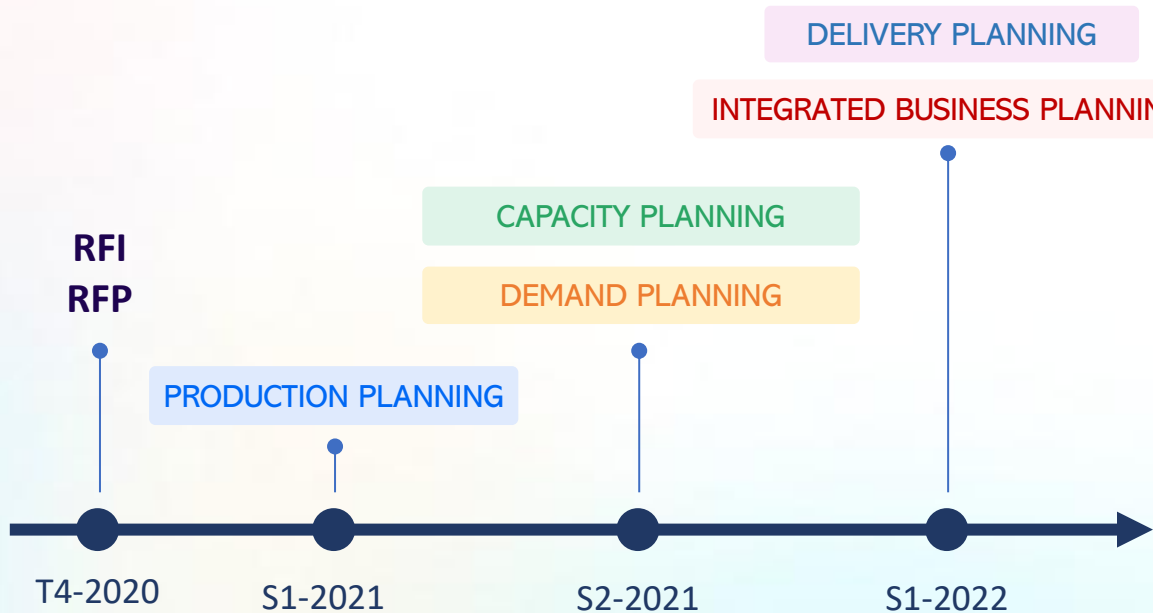 DELIVERY PLANNING
INTEGRATED BUSINESS PLANNIN
CAPACITY PLANNING
DEMAND PLANNING
RFI
RFP
PRODUCTION PLANNING
T4-2020
S1-2021
S2-2021
S1-2022